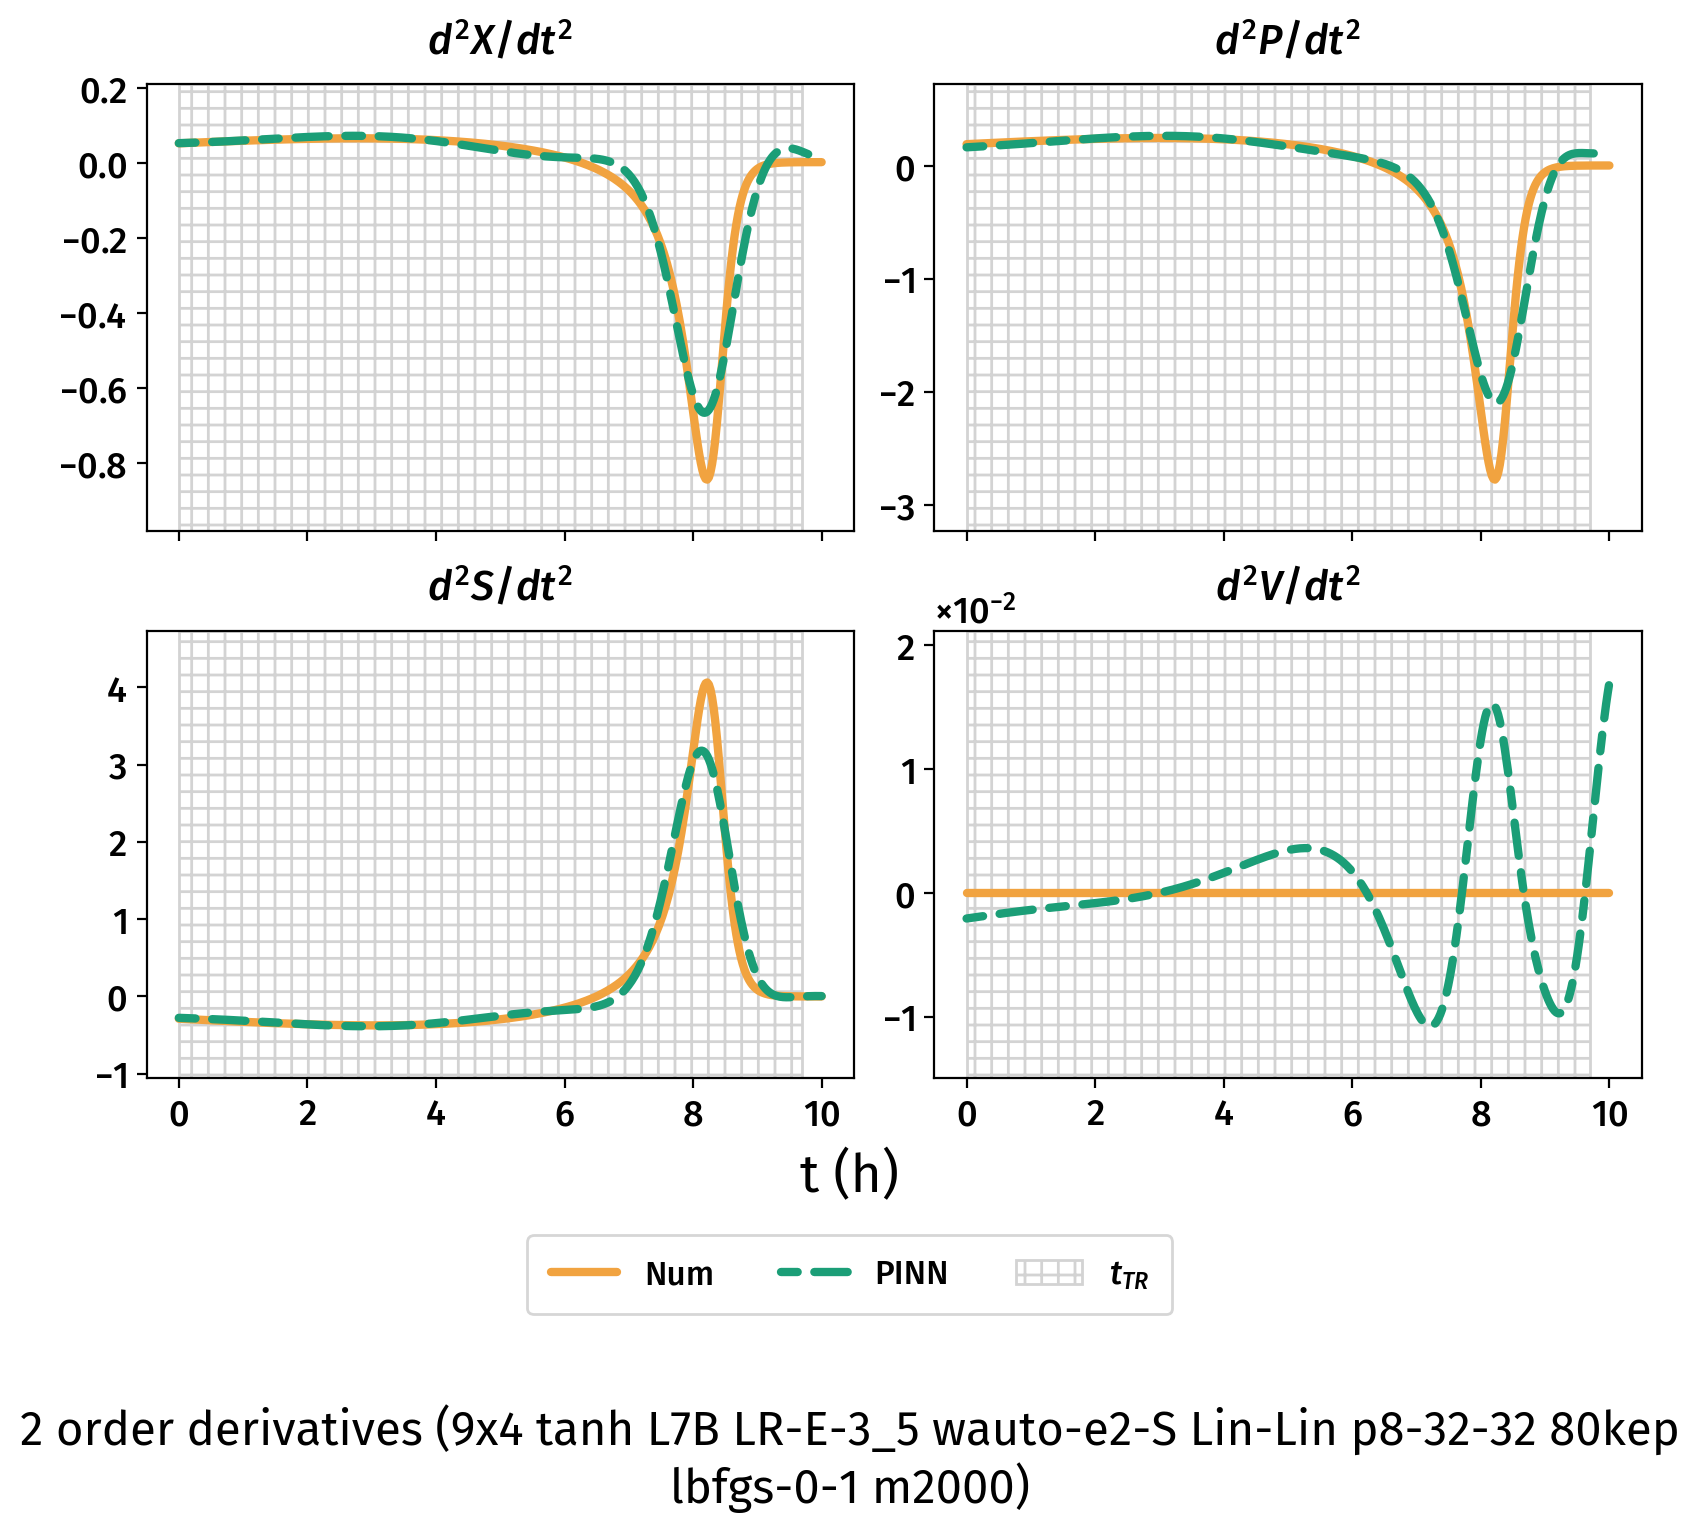 d²X/dt²
d²P/dt²
0.2
0.0
−0.2
−0.4
−0.6
−0.8
0
−1
−2
−3
d²S/dt²
d²V/dt²
×10⁻²
4
3
2
1
0
−1
2
1
0
−1
0 2 4 6 8 10
0 2 4 6 8 10
t (h)
Num PINN t_TR
2 order derivatives (9x4 tanh L7B LR-E-3_5 wauto-e2-S Lin-Lin p8-32-32 80kep
lbfgs-0-1 m2000)